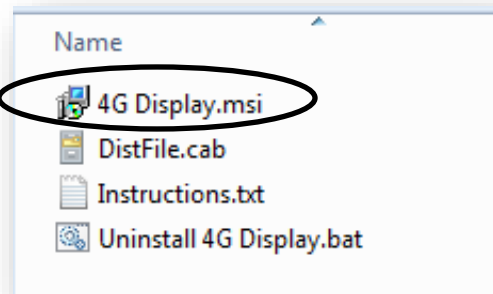 Name
4G Display.msi
DistFile.cab
Instructions.txt
Uninstall 4G Display.bat